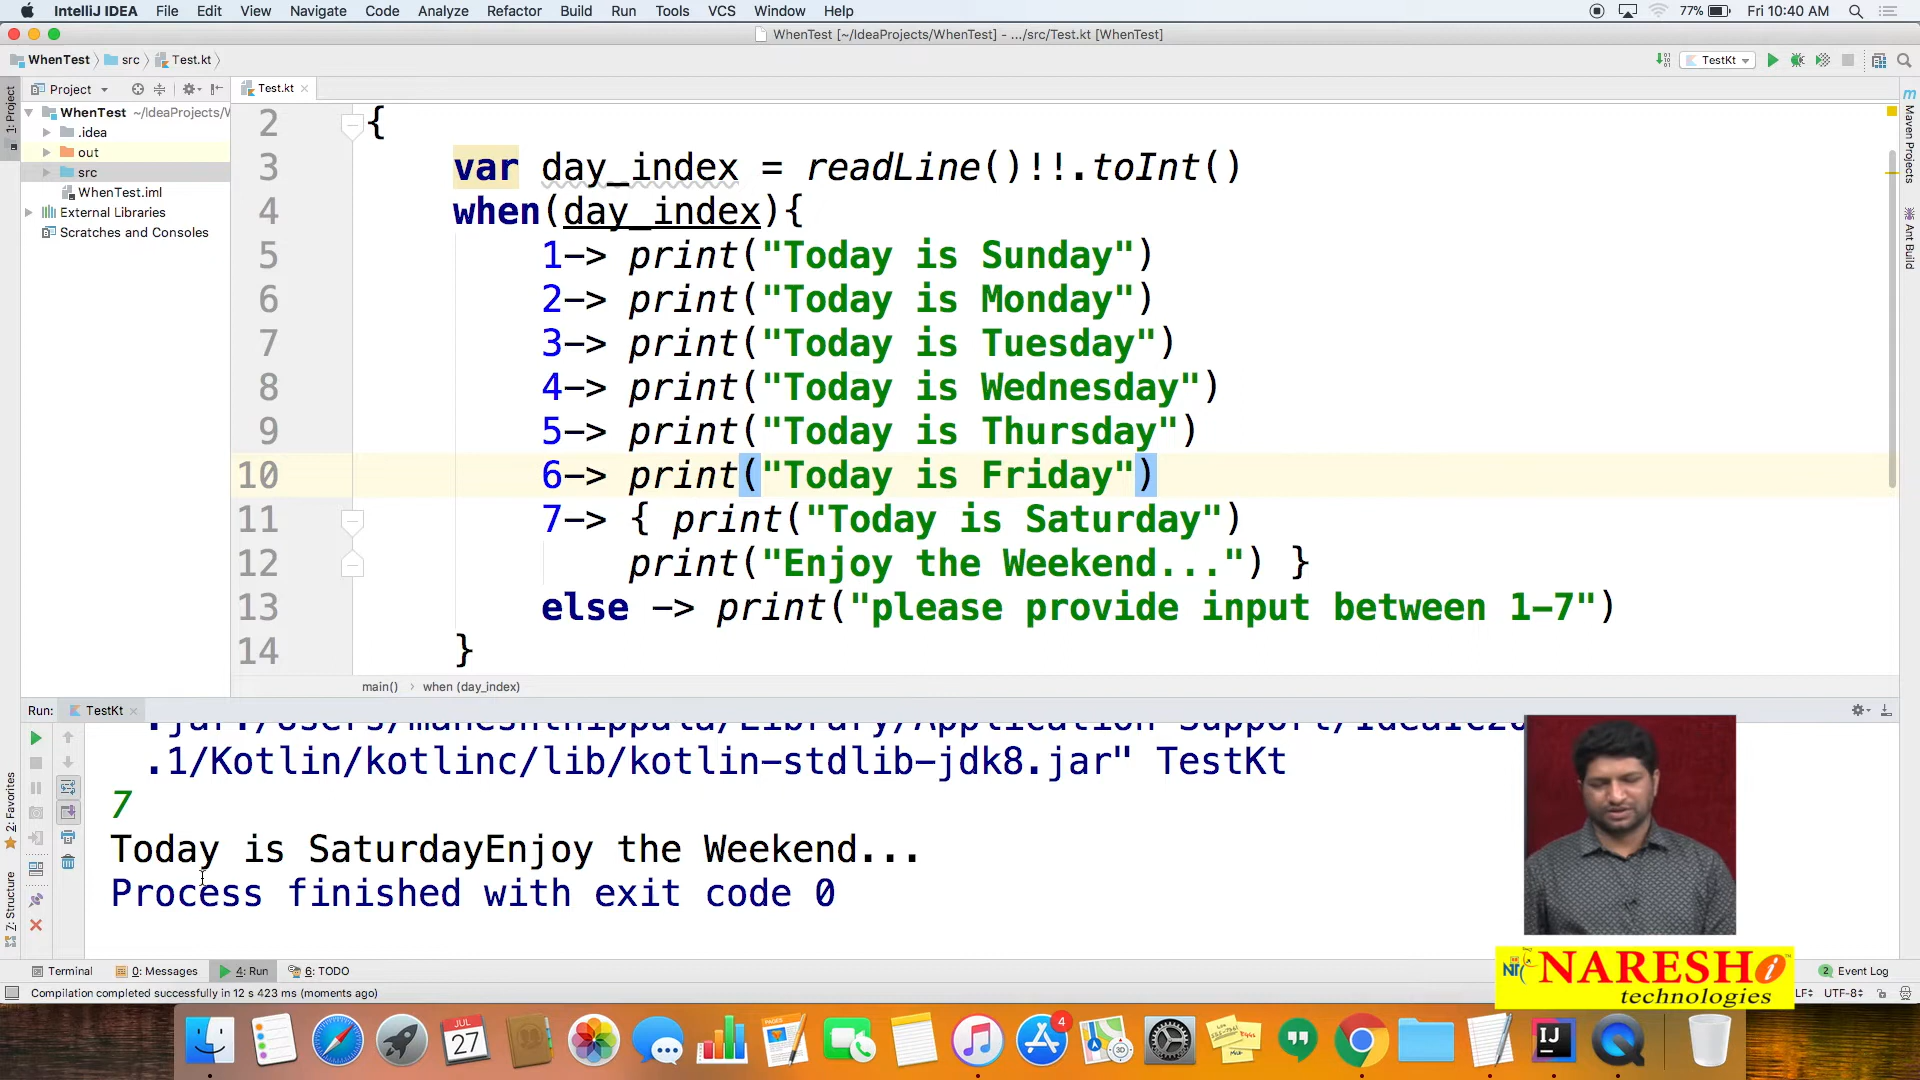 IntelliJ IDEA File Edit View Navigate Code Analyze Refactor Build Run Tools VCS Window Help 77% Fri 10:40 AM
WhenTest [~/IdeaProjects/WhenTest] - .../src/Test.kt [WhenTest]
WhenTest src Test.kt TestKt
Project Test.kt
1: Project
WhenTest ~/IdeaProjects/W
.idea
out
src
WhenTest.iml
External Libraries
Scratches and Consoles
Maven Projects
Ant Build
2 {
3 var day_index = readLine()!!.toInt()
4 when(day_index){
5 1-> print("Today is Sunday")
6 2-> print("Today is Monday")
7 3-> print("Today is Tuesday")
8 4-> print("Today is Wednesday")
9 5-> print("Today is Thursday")
10 6-> print("Today is Friday")
11 7-> { print("Today is Saturday")
12 print("Enjoy the Weekend...") }
13 else -> print("please provide input between 1-7")
14 }
main() when (day_index)
Run: TestKt
.1/Kotlin/kotlinc/lib/kotlin-stdlib-jdk8.jar" TestKt
7
Today is SaturdayEnjoy the Weekend...
Process finished with exit code 0
2: Favorites
Z: Structure
NARESH i
technologies
Terminal 0: Messages 4: Run 6: TODO 2 Event Log
Compilation completed successfully in 12 s 423 ms (moments ago) UTF-8
JUL
27
PAGES
4
3D
IJ